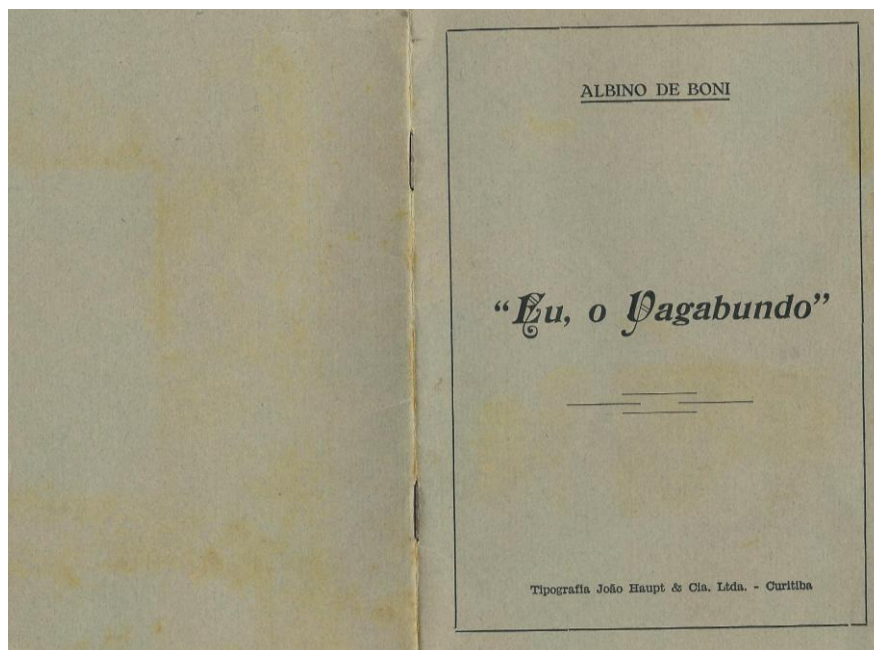 ALBINO DE BONI
“Eu, o Vagabundo”
Tipografia João Haupt & Cia. Ltda. - Curitiba